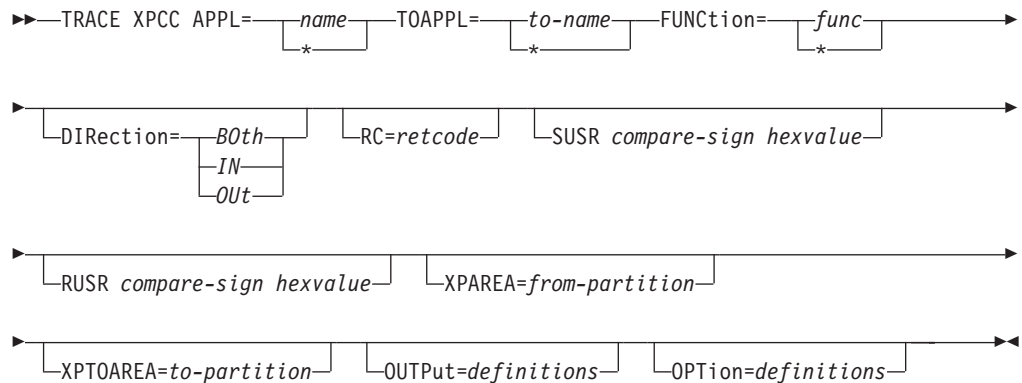 TRACE XPCC APPL= name TOAPPL= to-name FUNCtion= func
* * *
DIRection= BOth RC=retcode SUSR compare-sign hexvalue
IN
OUt
RUSR compare-sign hexvalue XPAREA=from-partition
XPTOAREA=to-partition OUTPut=definitions OPTion=definitions